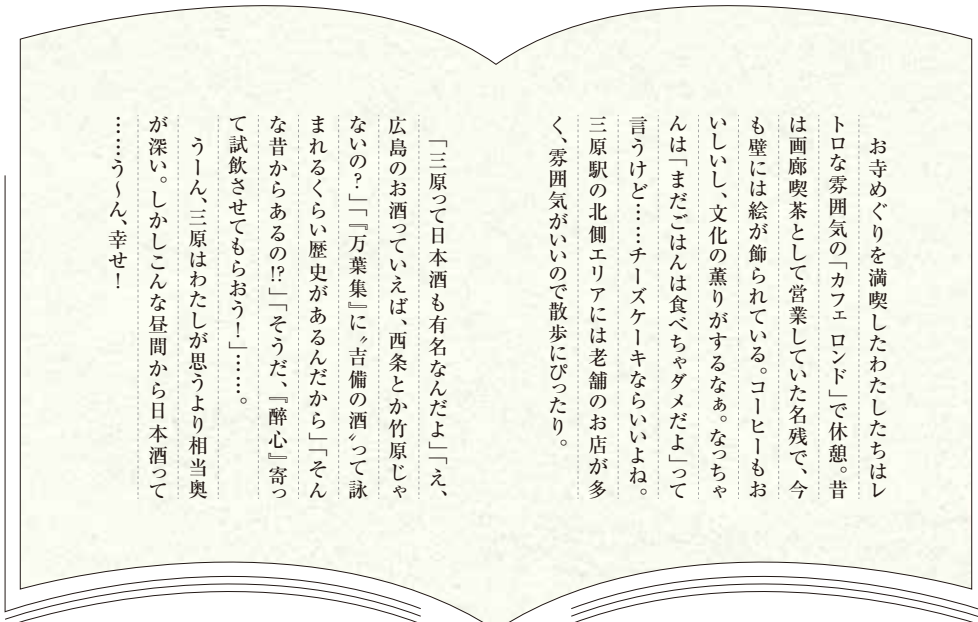 お寺めぐりを満喫したわたしたちはレ
トロな雰囲気の「カフェ ロンド」で休憩。昔
は画廊喫茶として営業していた名残で、今
も壁には絵が飾られている。コーヒーもお
いしいし、文化の薫りがするなぁ。なっちゃ
んは「まだごはんは食べちゃダメだよ」って
言うけど……チーズケーキならいいよね。
三原駅の北側エリアには老舗のお店が多
く、雰囲気がいいので散歩にぴったり。
「三原って日本酒も有名なんだよ」「え、
広島のお酒っていえば、西条とか竹原じゃ
ないの?」「『万葉集』に〝吉備の酒〟って詠
まれるくらい歴史があるんだから」「そん
な昔からあるの!?」「そうだ、『醉心』寄っ
て試飲させてもらおう!」……。
うーん、三原はわたしが思うより相当奥
が深い。しかしこんな昼間から日本酒って
……う〜ん、幸せ!